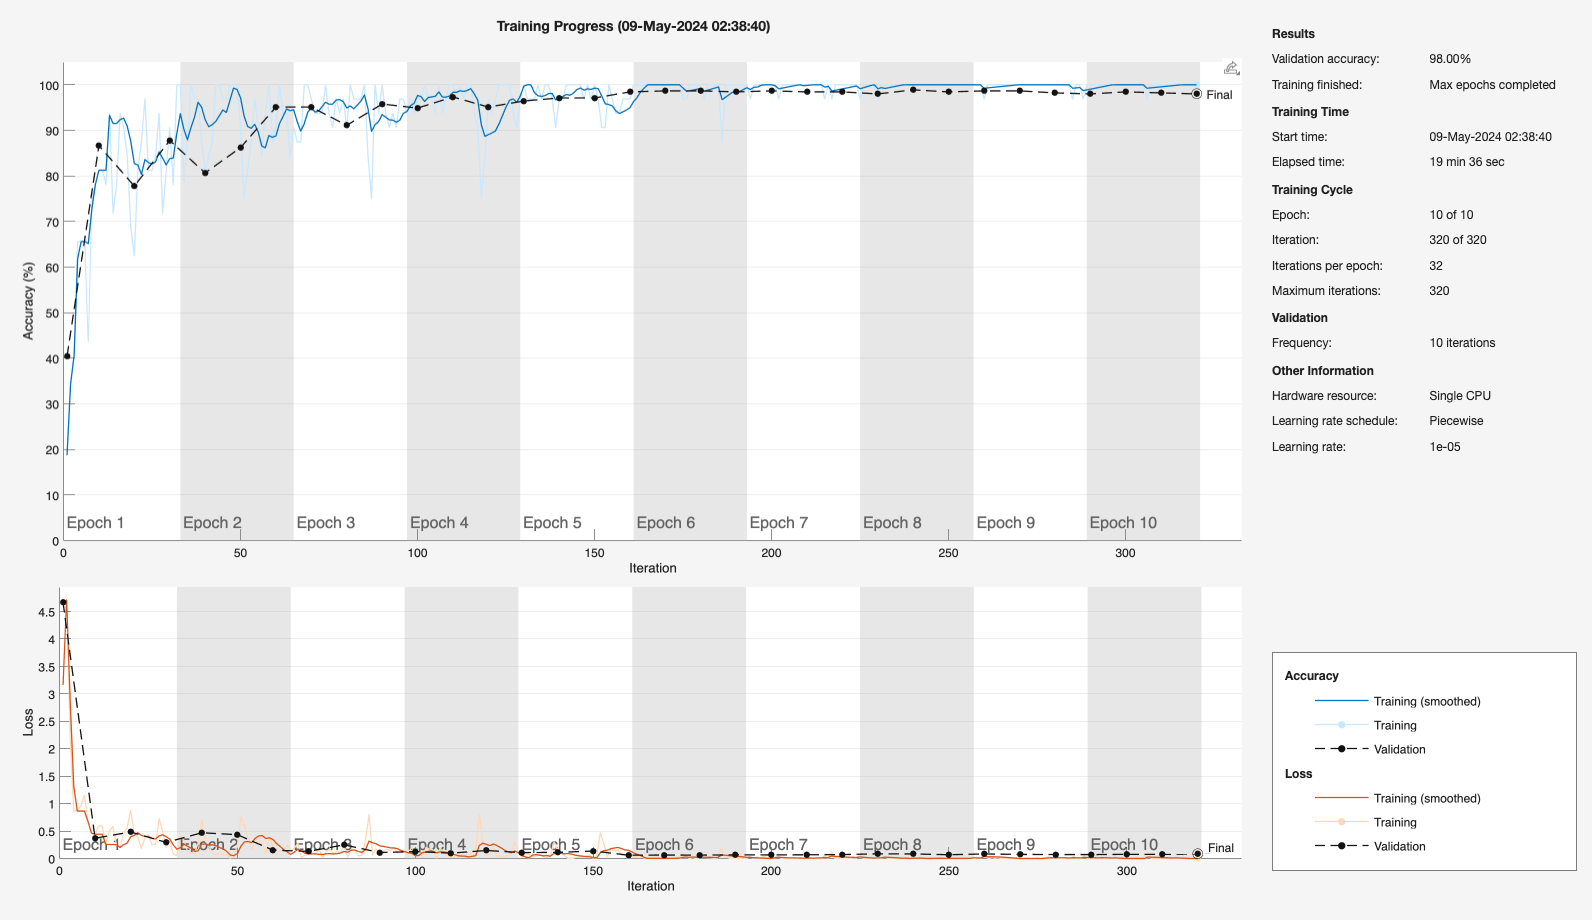 Training Progress (09-May-2024 02:38:40)
100
90
80
70
60
50
40
30
20
10
0
Accuracy (%)
Epoch 1 Epoch 2 Epoch 3 Epoch 4 Epoch 5 Epoch 6 Epoch 7 Epoch 8 Epoch 9 Epoch 10
Final
0 50 100 150 200 250 300
Iteration
4.5
4
3.5
3
2.5
2
1.5
1
0.5
0
Loss
Epoch 1 Epoch 2 Epoch 3 Epoch 4 Epoch 5 Epoch 6 Epoch 7 Epoch 8 Epoch 9 Epoch 10
Final
0 50 100 150 200 250 300
Iteration
Results
Validation accuracy: 98.00%
Training finished: Max epochs completed
Training Time
Start time: 09-May-2024 02:38:40
Elapsed time: 19 min 36 sec
Training Cycle
Epoch: 10 of 10
Iteration: 320 of 320
Iterations per epoch: 32
Maximum iterations: 320
Validation
Frequency: 10 iterations
Other Information
Hardware resource: Single CPU
Learning rate schedule: Piecewise
Learning rate: 1e-05
Accuracy
Training (smoothed)
Training
Validation
Loss
Training (smoothed)
Training
Validation